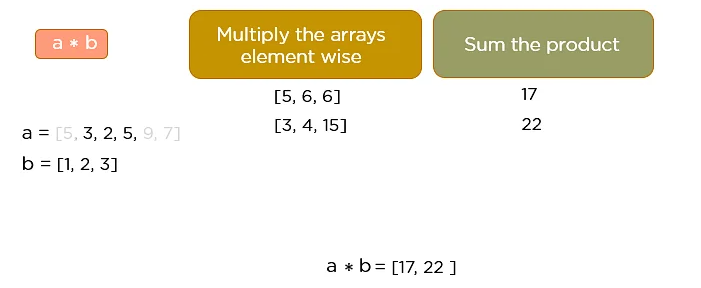 a * b
Multiply the arrays
element wise
Sum the product
[5, 6, 6]
17
[3, 4, 15]
22
a = [5, 3, 2, 5, 9, 7]
b = [1, 2, 3]
a * b = [17, 22 ]